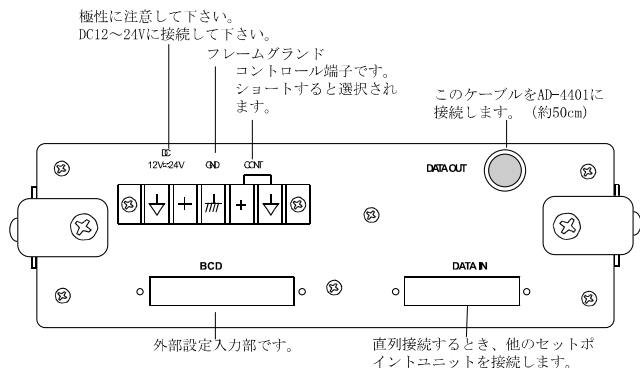 極性に注意して下さい。
DC12～24Vに接続して下さい。
フレームグランド
コントロール端子です。
ショートすると選択され
ます。
このケーブルをAD-4401に
接続します。（約50cm）
DC
12V~24V
GND
CONT
DATA OUT
+
+
BCD
DATA IN
外部設定入力部です。
直列接続するとき、他のセットポ
イントユニットを接続します。